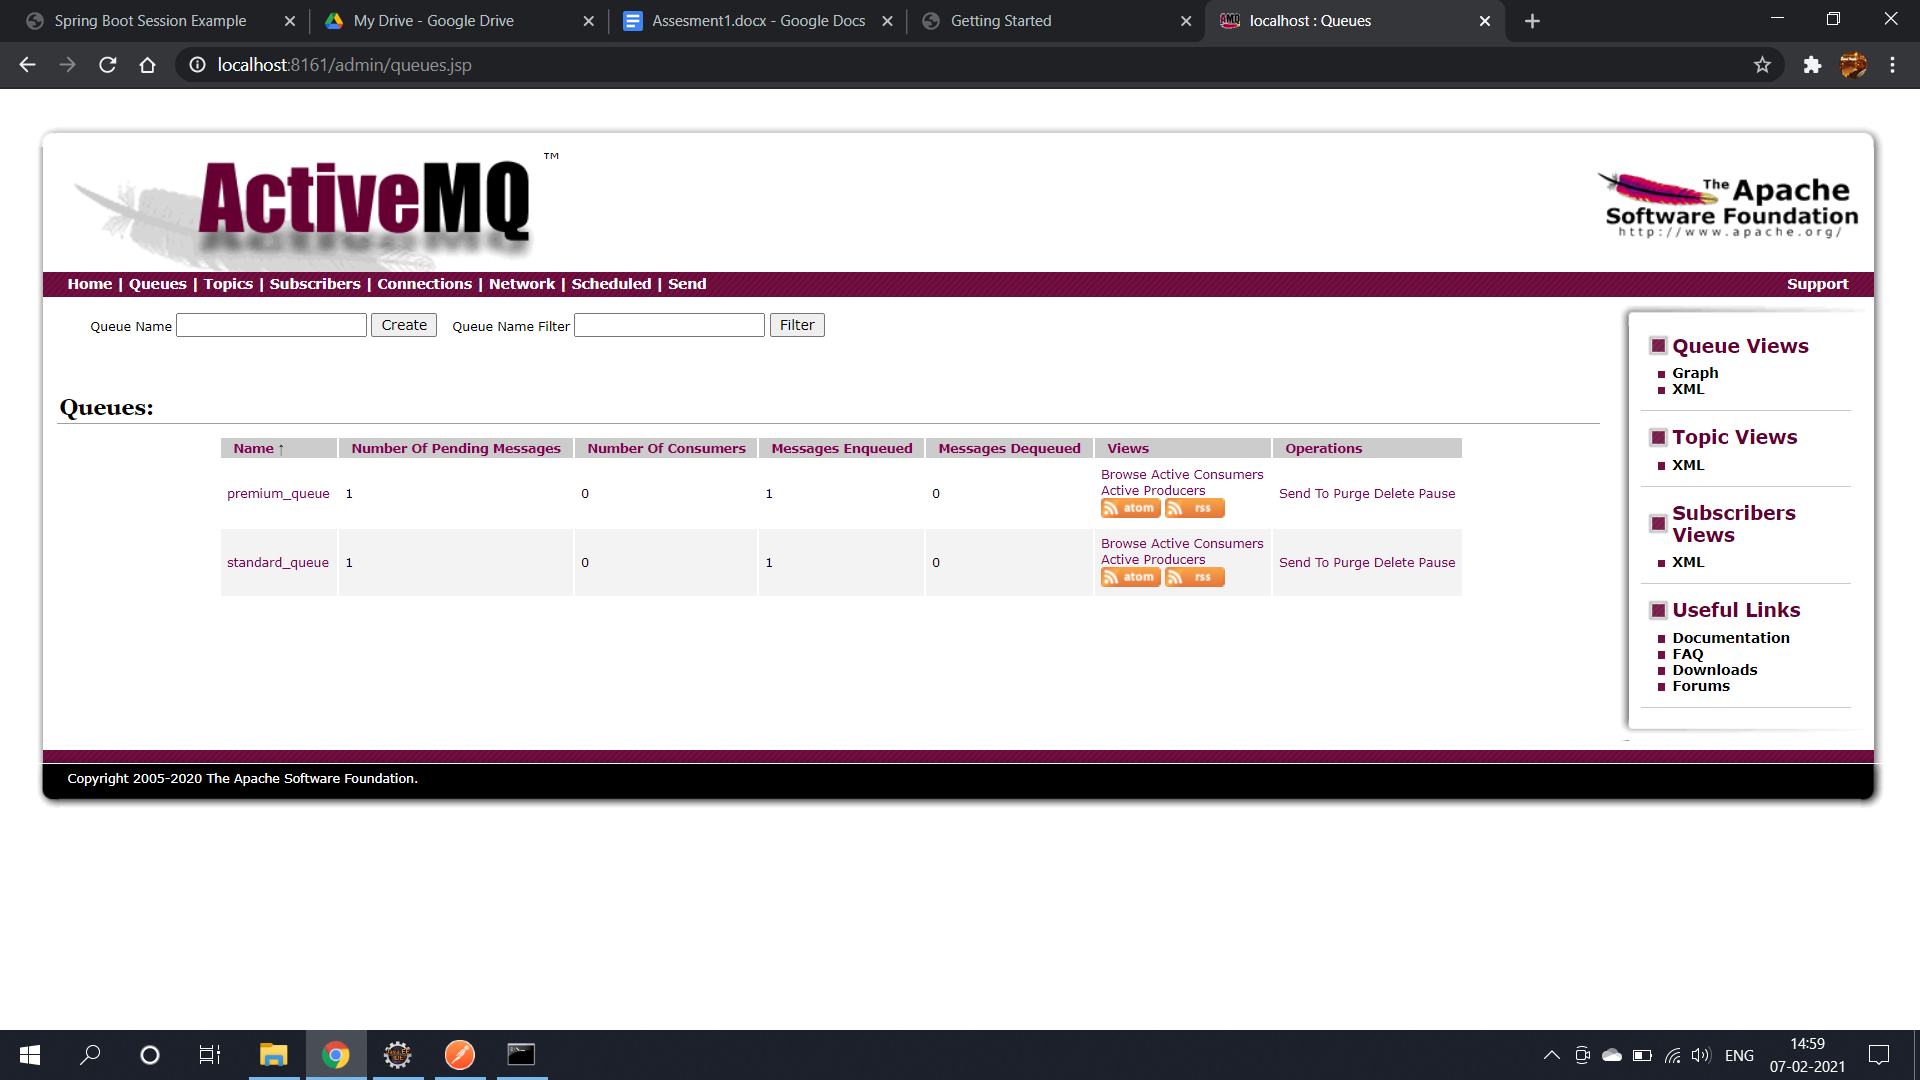 Spring Boot Session Example
My Drive - Google Drive
Assesment1.docx - Google Docs
Getting Started
localhost : Queues
localhost:8161/admin/queues.jsp
ActiveMQ ™
The Apache
Software Foundation
http://www.apache.org/
Home | Queues | Topics | Subscribers | Connections | Network | Scheduled | Send
Support
Queue Name Create Queue Name Filter Filter
Queues:
Name ↑ Number Of Pending Messages Number Of Consumers Messages Enqueued Messages Dequeued Views Operations
premium_queue 1 0 1 0
Browse Active Consumers
Active Producers
atom rss
Send To Purge Delete Pause
standard_queue 1 0 1 0
Browse Active Consumers
Active Producers
atom rss
Send To Purge Delete Pause
Queue Views
Graph
XML
Topic Views
XML
Subscribers
Views
XML
Useful Links
Documentation
FAQ
Downloads
Forums
Copyright 2005-2020 The Apache Software Foundation.
ENG
14:59
07-02-2021